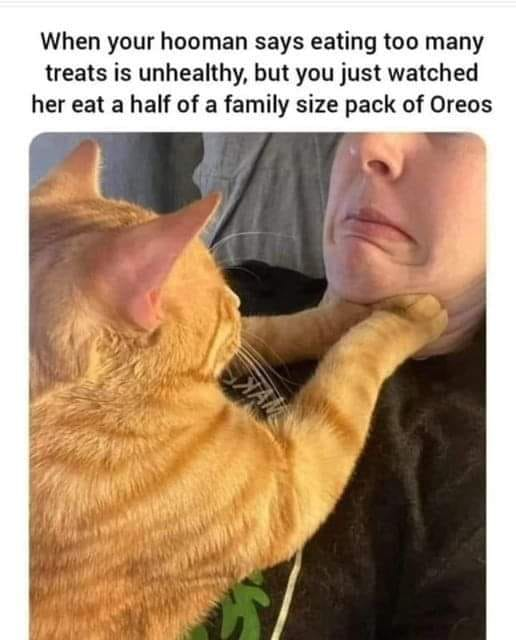 When your hooman says eating too many
treats is unhealthy, but you just watched
her eat a half of a family size pack of Oreos